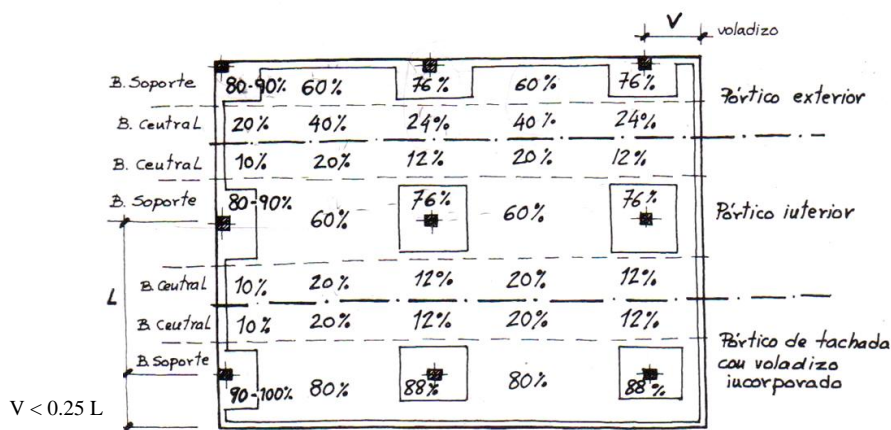 V
voladizo
B. Soporte 80-90% 60% 76% 60% 76% Pórtico exterior
B. Central 20% 40% 24% 40% 24%
B. Central 10% 20% 12% 20% 12%
B. Soporte 80-90% 60% 76% 60% 76% Pórtico interior
L
B. Central 10% 20% 12% 20% 12%
B. Central 10% 20% 12% 20% 12%
B. Soporte 90-100% 80% 88% 80% 88% Pórtico de fachada
con voladizo
incorporado
V < 0.25 L